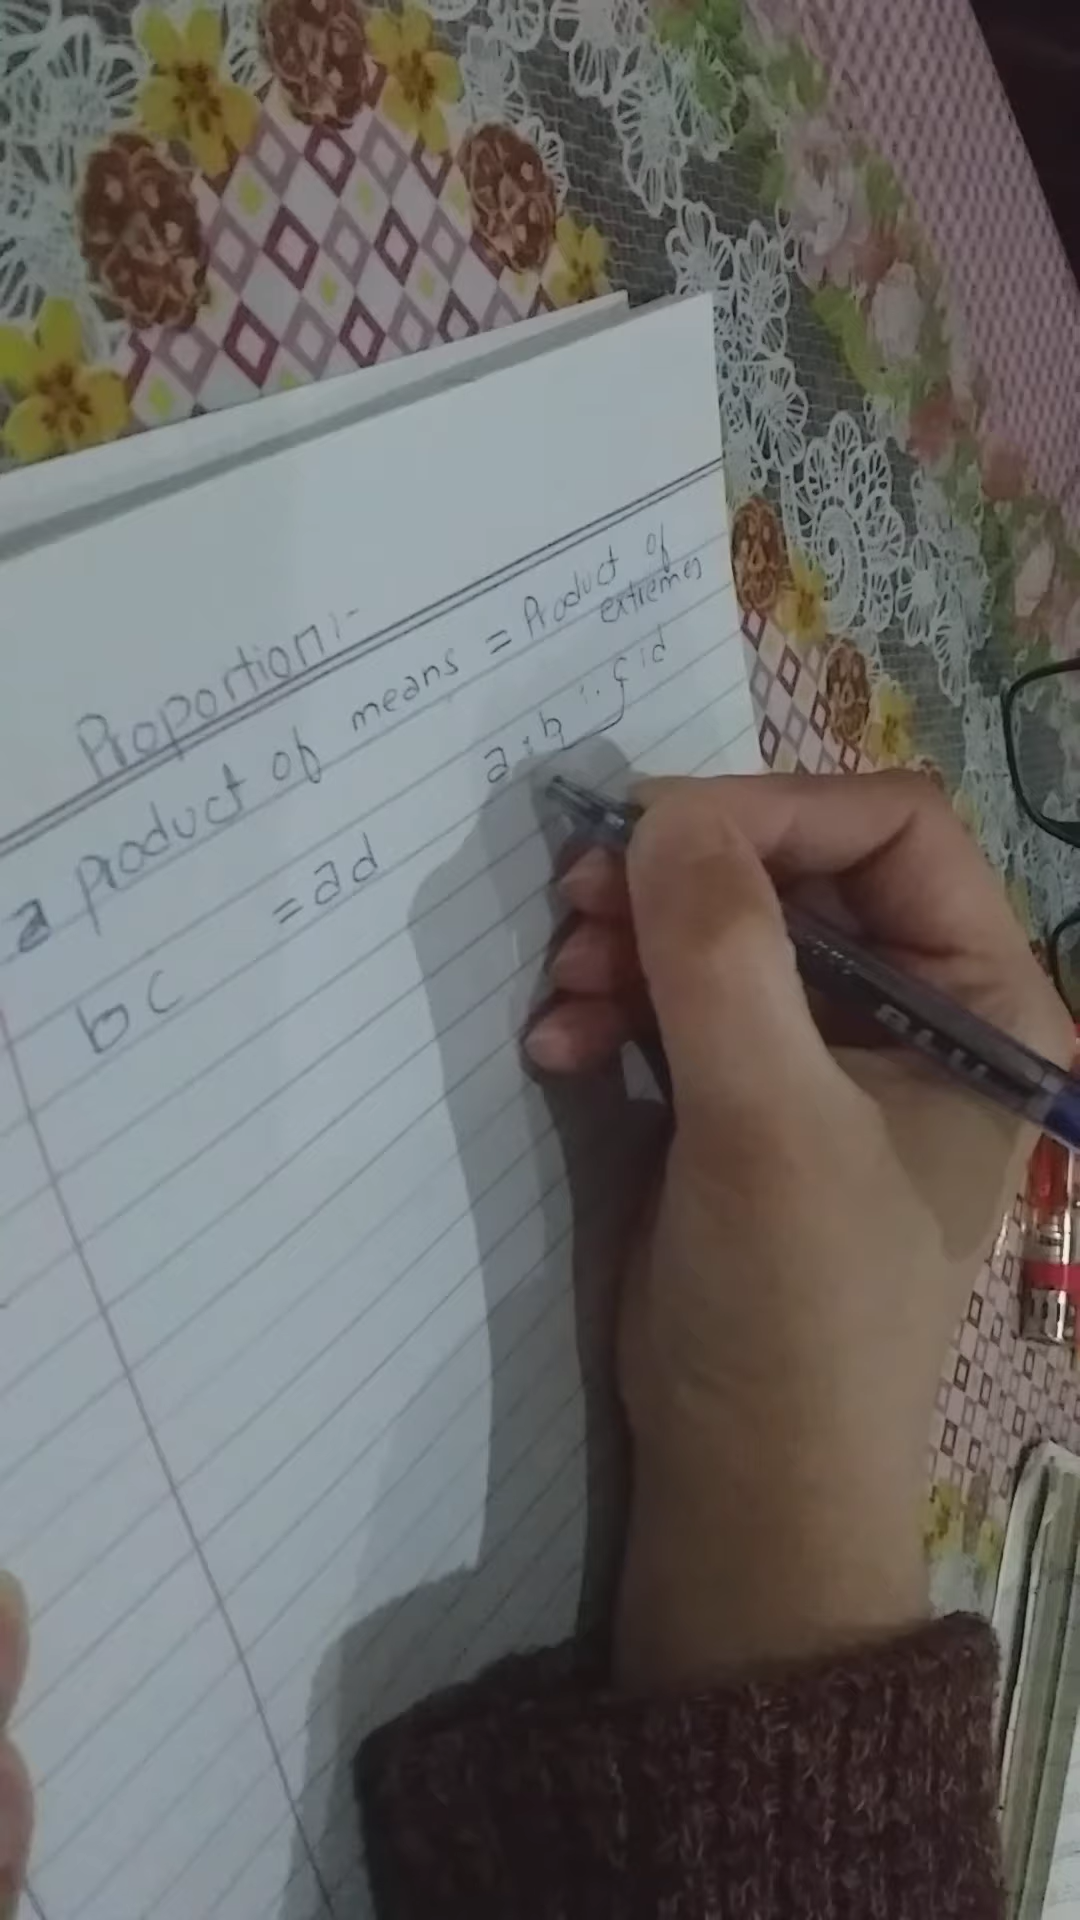 Proportion:-
a product of means = Product of extremes
a:b :: c:d
bc = ad